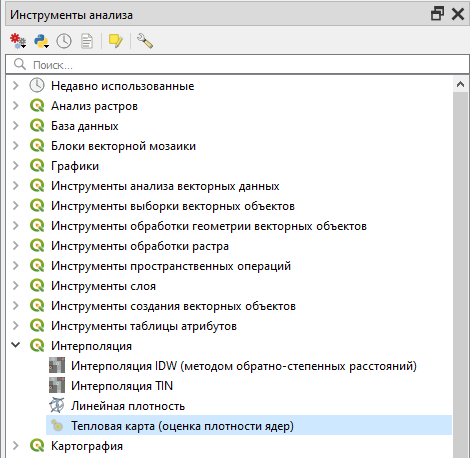 Инструменты анализа
Поиск...
Недавно использованные
Анализ растров
База данных
Блоки векторной мозаики
Графики
Инструменты анализа векторных данных
Инструменты выборки векторных объектов
Инструменты обработки геометрии векторных объектов
Инструменты обработки растра
Инструменты пространственных операций
Инструменты слоя
Инструменты создания векторных объектов
Инструменты таблицы атрибутов
Интерполяция
Интерполяция IDW (методом обратно-степенных расстояний)
Интерполяция TIN
Линейная плотность
Тепловая карта (оценка плотности ядер)
Картография